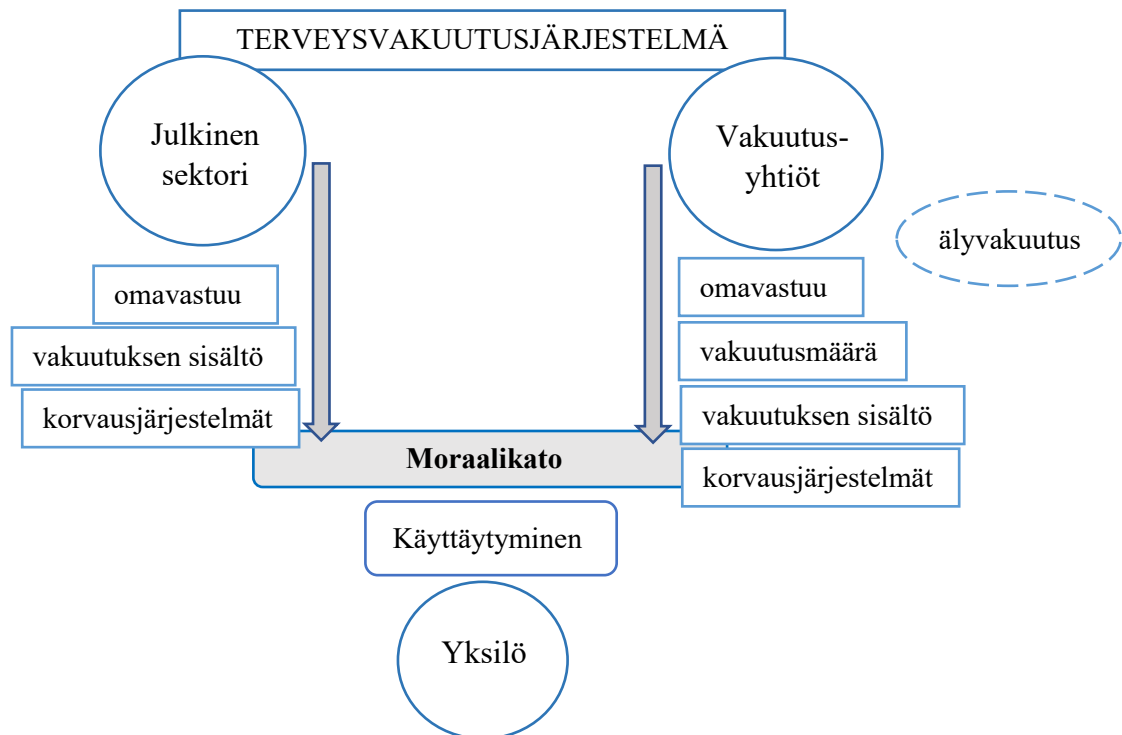 TERVEYSVAKUUTUSJÄRJESTELMÄ
Julkinen
sektori
Vakuutus-
yhtiöt
älyvakuutus
omavastuu
vakuutuksen sisältö
korvausjärjestelmät
omavastuu
vakuutusmäärä
vakuutuksen sisältö
korvausjärjestelmät
Moraalikato
Käyttäytyminen
Yksilö